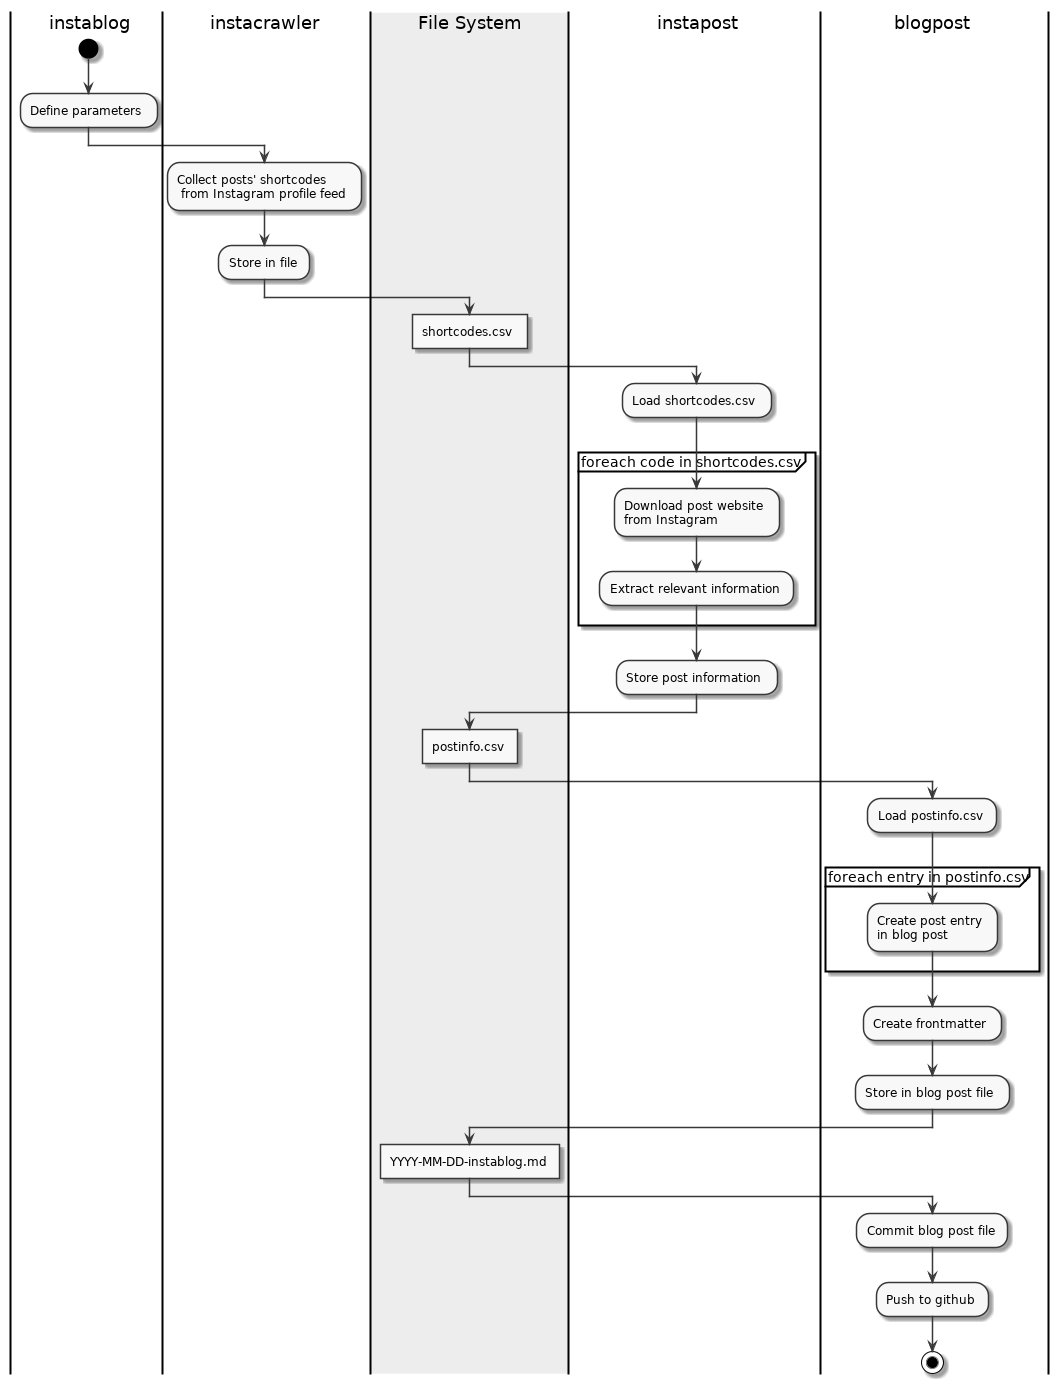 instablog
instacrawler
File System
instapost
blogpost
Define parameters
Collect posts' shortcodes
from Instagram profile feed
Store in file
shortcodes.csv
Load shortcodes.csv
foreach code in shortcodes.csv
Download post website
from Instagram
Extract relevant information
Store post information
postinfo.csv
Load postinfo.csv
foreach entry in postinfo.csv
Create post entry
in blog post
Create frontmatter
Store in blog post file
YYYY-MM-DD-instablog.md
Commit blog post file
Push to github